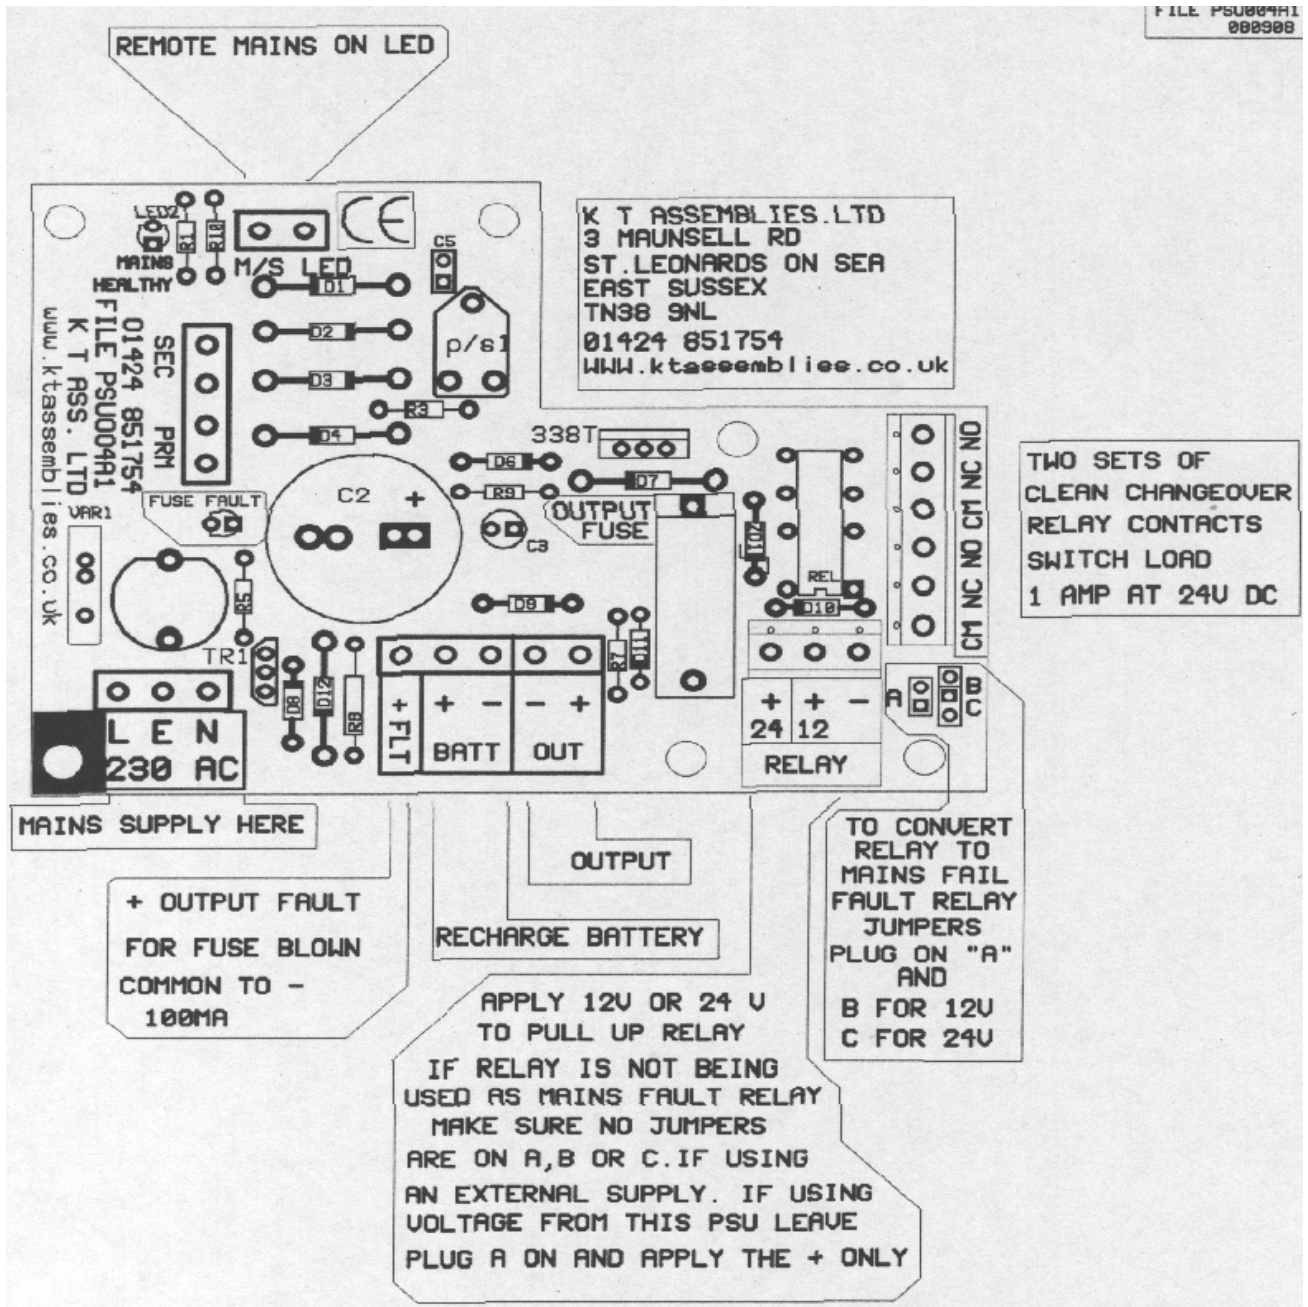 FILE PSU004A1
080908
REMOTE MAINS ON LED
LED2
R1
R10
MAINS
HEALTHY
M/S LED
C5
K T ASSEMBLIES.LTD
3 MAUNSELL RD
ST.LEONARDS ON SEA
EAST SUSSEX
TN38 9NL
01424 851754
WWW.ktassemblies.co.uk
D1
D2
D3
D4
p/s1
R3
SEC PRM
01424 851754
FILE PSU004A1
K T ASS. LTD
www.ktassemblies.co.uk
338T
D6
R9
D7
C2
+
C3
FUSE FAULT
OUTPUT
FUSE
VAR1
R5
TR1
D9
REL
D10
R7
D11
D8
D12
R8
CM NC NO CM NC NO
TWO SETS OF
CLEAN CHANGEOVER
RELAY CONTACTS
SWITCH LOAD
1 AMP AT 24V DC
A
B
C
L E N
230 AC
+ FLT
+ -
BATT
- +
OUT
+ + -
24 12
RELAY
MAINS SUPPLY HERE
OUTPUT
+ OUTPUT FAULT
FOR FUSE BLOWN
COMMON TO -
100MA
RECHARGE BATTERY
TO CONVERT
RELAY TO
MAINS FAIL
FAULT RELAY
JUMPERS
PLUG ON "A"
AND
B FOR 12V
C FOR 24V
APPLY 12V OR 24 V
TO PULL UP RELAY
IF RELAY IS NOT BEING
USED AS MAINS FAULT RELAY
MAKE SURE NO JUMPERS
ARE ON A,B OR C.IF USING
AN EXTERNAL SUPPLY. IF USING
VOLTAGE FROM THIS PSU LEAVE
PLUG A ON AND APPLY THE + ONLY